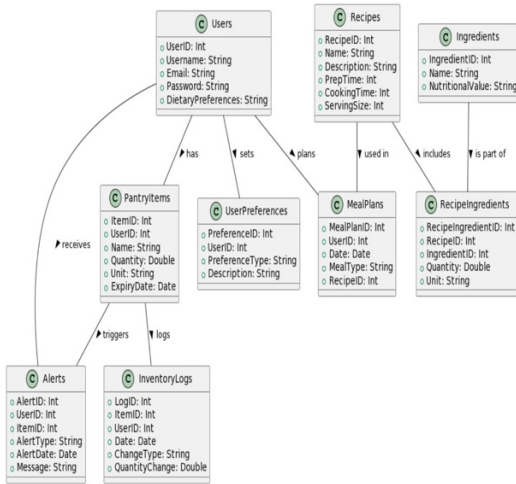 C Users
UserID: Int
Username: String
Email: String
Password: String
DietaryPreferences: String
C Recipes
RecipeID: Int
Name: String
Description: String
PrepTime: Int
CookingTime: Int
ServingSize: Int
C Ingredients
IngredientID: Int
Name: String
NutritionalValue: String
has
sets
plans
used in
includes
is part of
C PantryItems
ItemID: Int
UserID: Int
Name: String
Quantity: Double
Unit: String
ExpiryDate: Date
C UserPreferences
PreferenceID: Int
UserID: Int
PreferenceType: String
Description: String
C MealPlans
MealPlanID: Int
UserID: Int
Date: Date
MealType: String
RecipeID: Int
C RecipeIngredients
RecipeIngredientID: Int
RecipeID: Int
IngredientID: Int
Quantity: Double
Unit: String
receives
triggers
logs
C Alerts
AlertID: Int
UserID: Int
ItemID: Int
AlertType: String
AlertDate: Date
Message: String
C InventoryLogs
LogID: Int
ItemID: Int
UserID: Int
Date: Date
ChangeType: String
QuantityChange: Double